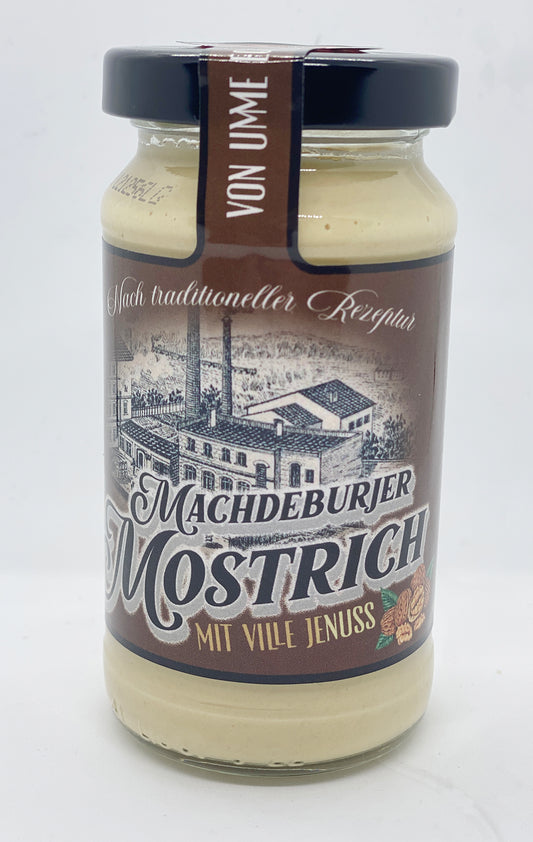 VON UMME
Nach traditioneller Rezeptur
MACHDEBURJER
MOSTRICH
MIT VILLE JENUSS